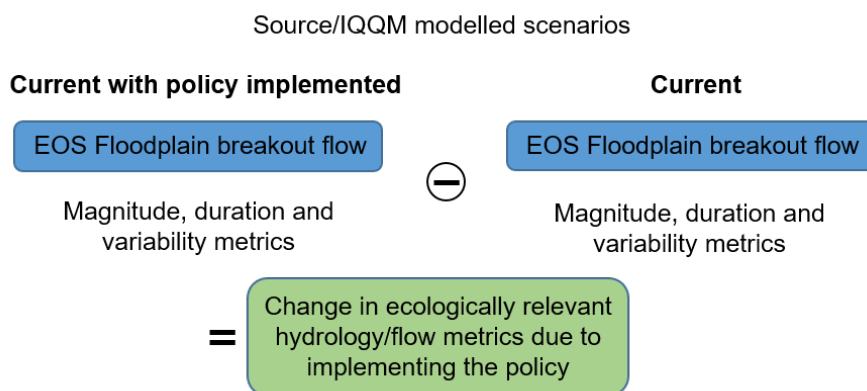 Source/IQQM modelled scenarios
Current with policy implemented
Current
EOS Floodplain breakout flow
EOS Floodplain breakout flow
−
Magnitude, duration and
variability metrics
Magnitude, duration and
variability metrics
=
Change in ecologically relevant
hydrology/flow metrics due to
implementing the policy